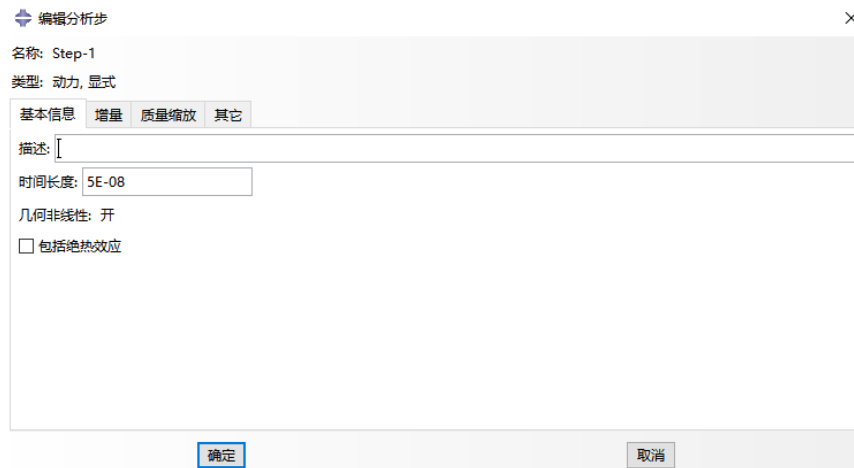 编辑分析步
名称: Step-1
类型: 动力, 显式
基本信息 增量 质量缩放 其它
描述:
时间长度: 5E-08
几何非线性: 开
包括绝热效应
确定 取消